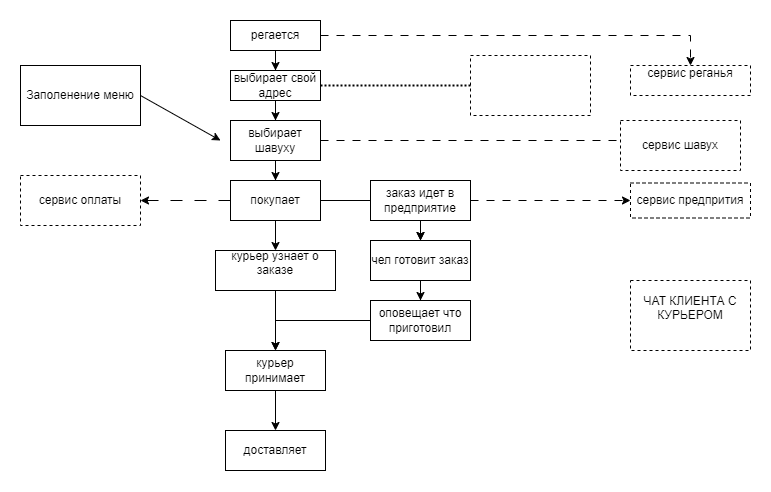 регается
выбирает свой
адрес
сервис реганья
Заполенение меню
выбирает
шавуху
сервис шавух
сервис оплаты
покупает
заказ идет в
предприятие
сервис предпрития
курьер узнает о
заказе
чел готовит заказ
оповещает что
приготовил
ЧАТ КЛИЕНТА С
КУРЬЕРОМ
курьер
принимает
доставляет